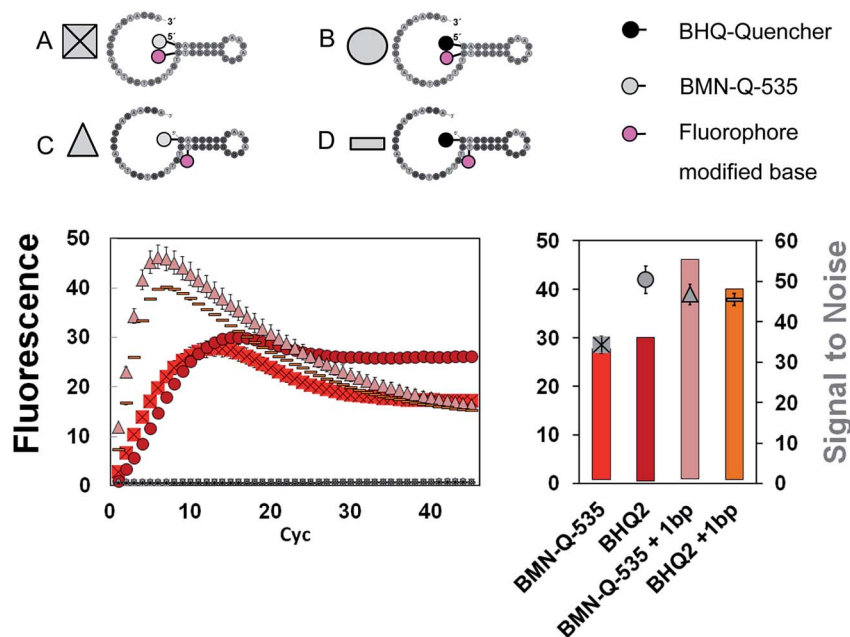 A
3´
5´
B
3´
5´
BHQ-Quencher
BMN-Q-535
C
D
Fluorophore
modified base
Fluorescence
50
40
30
20
10
0
0
10
20
30
40
Cyc
50
40
30
20
10
0
60
50
40
30
20
10
0
Signal to Noise
BMN-Q-535
BHQ2
BMN-Q-535 + 1bp
BHQ2 +1bp